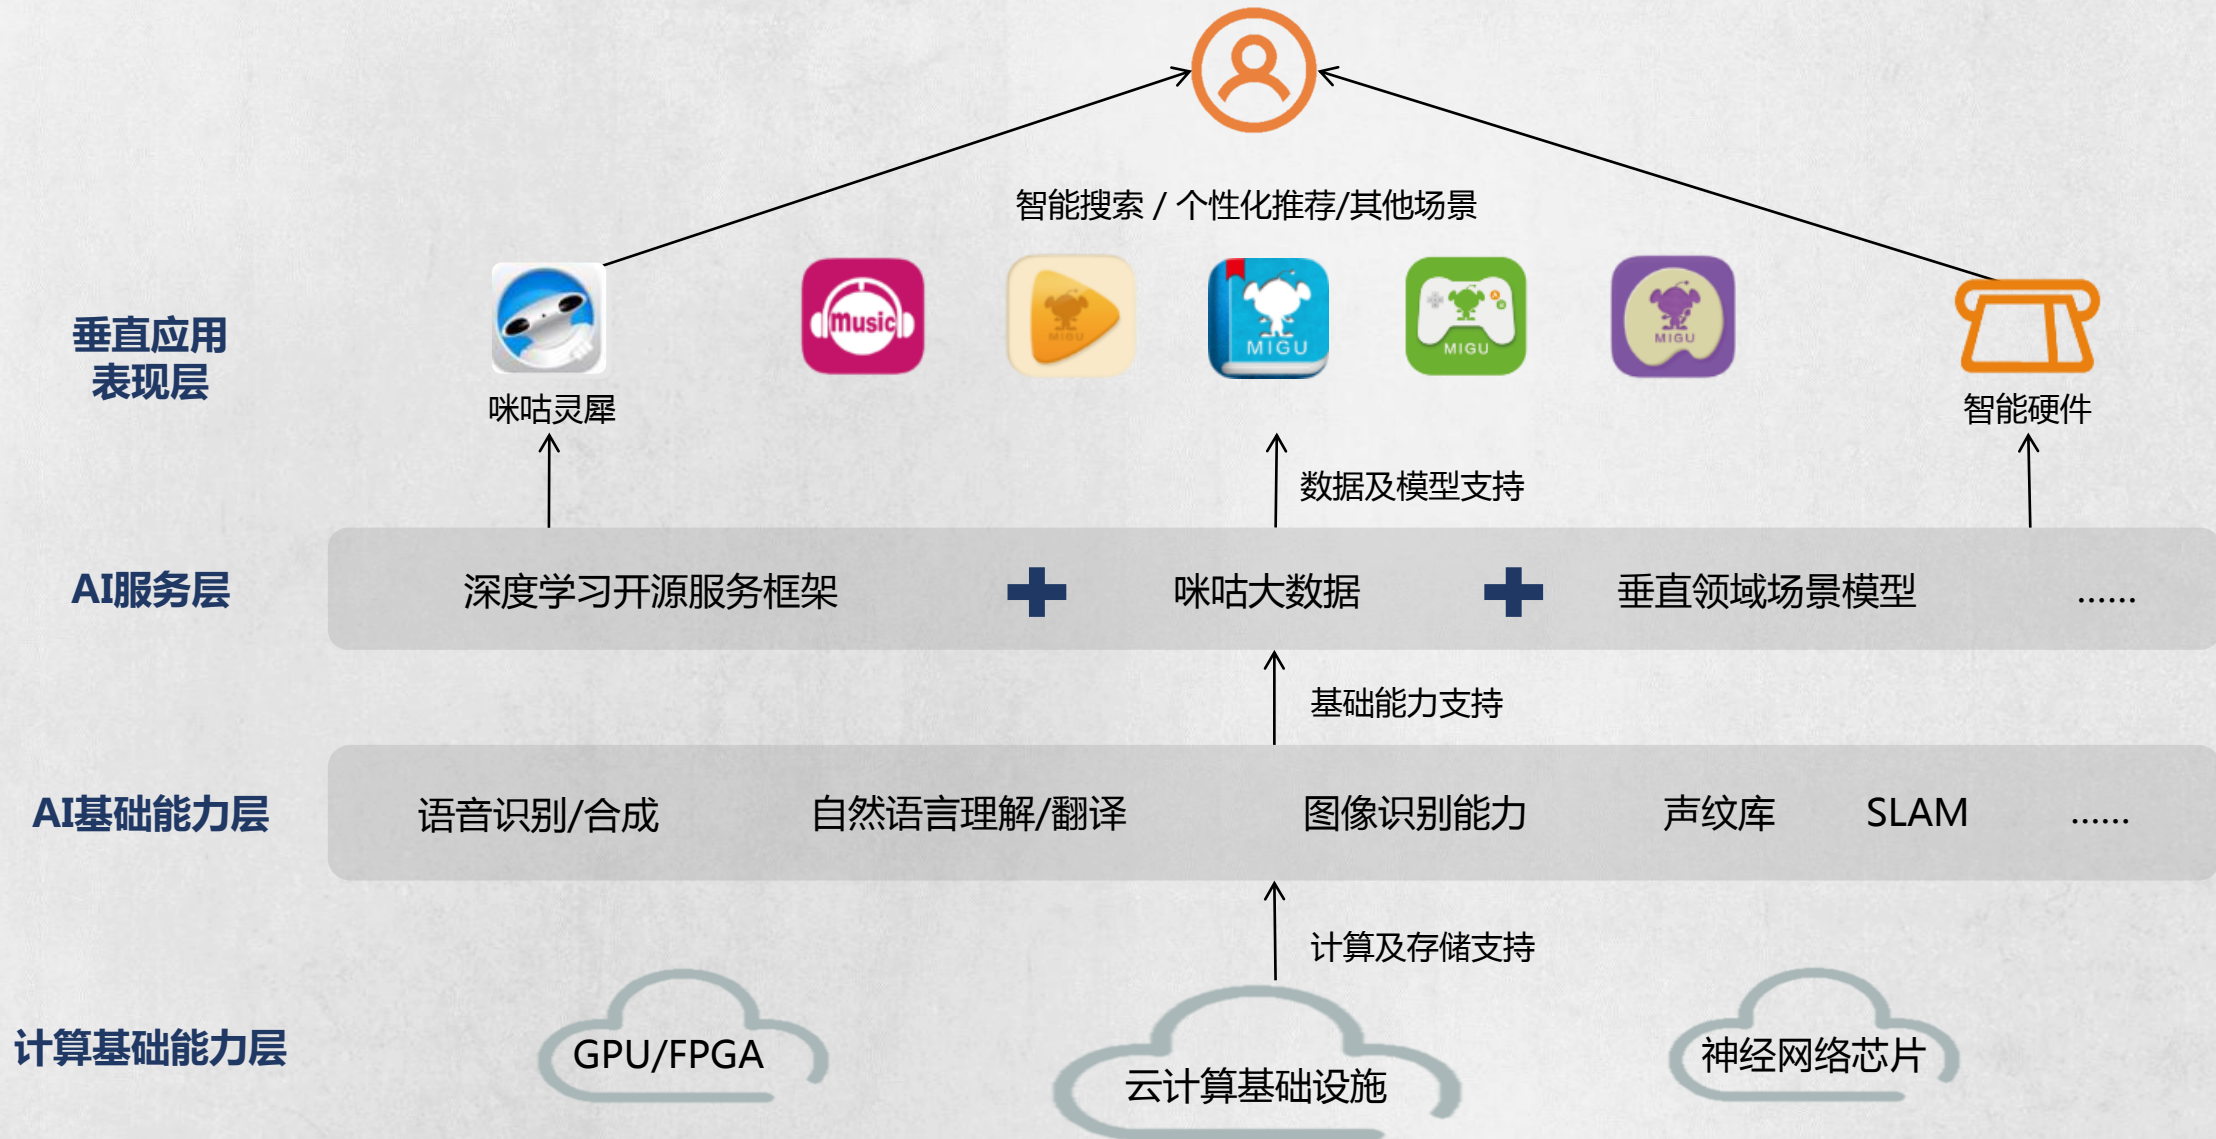 智能搜索 / 个性化推荐/其他场景
垂直应用
表现层
music
MIGU
MIGU
MIGU
MIGU
咪咕灵犀
智能硬件
数据及模型支持
AI服务层
深度学习开源服务框架
咪咕大数据
垂直领域场景模型
......
基础能力支持
AI基础能力层
语音识别/合成
自然语言理解/翻译
图像识别能力
声纹库
SLAM
......
计算及存储支持
计算基础能力层
GPU/FPGA
云计算基础设施
神经网络芯片